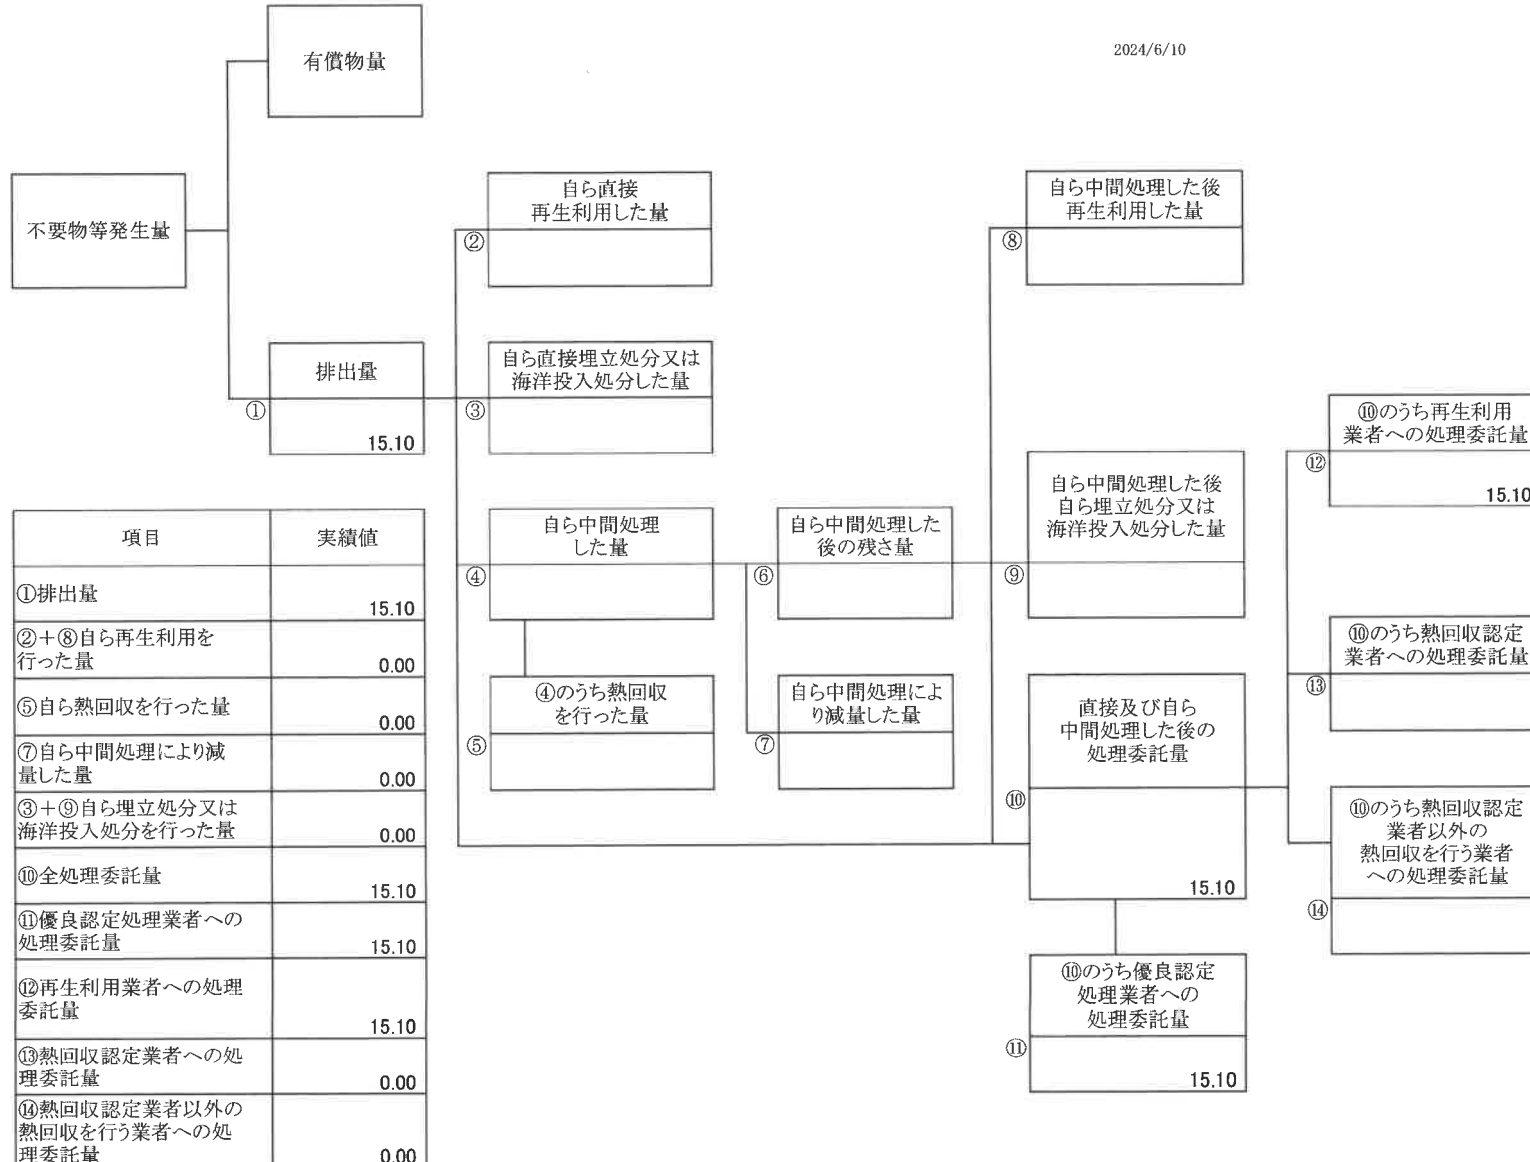 2024/6/10
有償物量
不要物等発生量
自ら直接
再生利用した量
②
自ら中間処理した後
再生利用した量
⑧
排出量
①
15.10
自ら直接埋立処分又は
海洋投入処分した量
③
⑩のうち再生利用
業者への処理委託量
⑫
15.10
自ら中間処理
した量
④
自ら中間処理した
後の残さ量
⑥
自ら中間処理した後
自ら埋立処分又は
海洋投入処分した量
⑨
⑩のうち熱回収認定
業者への処理委託量
⑬
④のうち熱回収
を行った量
⑤
自ら中間処理によ
り減量した量
⑦
直接及び自ら
中間処理した後の
処理委託量
⑩
15.10
⑩のうち熱回収認定
業者以外の
熱回収を行う業者
への処理委託量
⑭
⑩のうち優良認定
処理業者への
処理委託量
⑪
15.10
項目 実績値
①排出量
15.10
②+⑧自ら再生利用を
行った量
0.00
⑤自ら熱回収を行った量
0.00
⑦自ら中間処理により減
量した量
0.00
③+⑨自ら埋立処分又は
海洋投入処分を行った量
0.00
⑩全処理委託量
15.10
⑪優良認定処理業者への
処理委託量
15.10
⑫再生利用業者への処理
委託量
15.10
⑬熱回収認定業者への処
理委託量
0.00
⑭熱回収認定業者以外の
熱回収を行う業者への処
理委託量
0.00